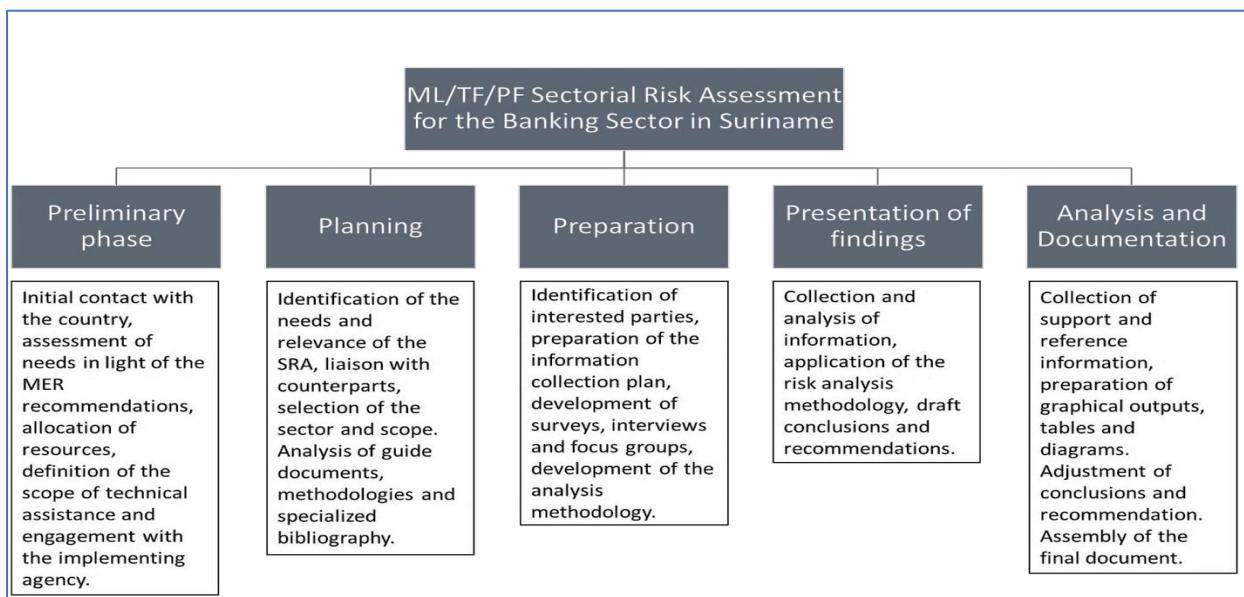 ML/TF/PF Sectorial Risk Assessment
for the Banking Sector in Suriname
Preliminary
phase
Initial contact with
the country,
assessment of
needs in light of the
MER
recommendations,
allocation of
resources,
definition of the
scope of technical
assistance and
engagement with
the implementing
agency.
Planning
Identification of the
needs and
relevance of the
SRA, liaison with
counterparts,
selection of the
sector and scope.
Analysis of guide
documents,
methodologies and
specialized
bibliography.
Preparation
Identification of
interested parties,
preparation of the
information
collection plan,
development of
surveys, interviews
and focus groups,
development of the
analysis
methodology.
Presentation of
findings
Collection and
analysis of
information,
application of the
risk analysis
methodology, draft
conclusions and
recommendations.
Analysis and
Documentation
Collection of
support and
reference
information,
preparation of
graphical outputs,
tables and
diagrams.
Adjustment of
conclusions and
recommendation.
Assembly of the
final document.